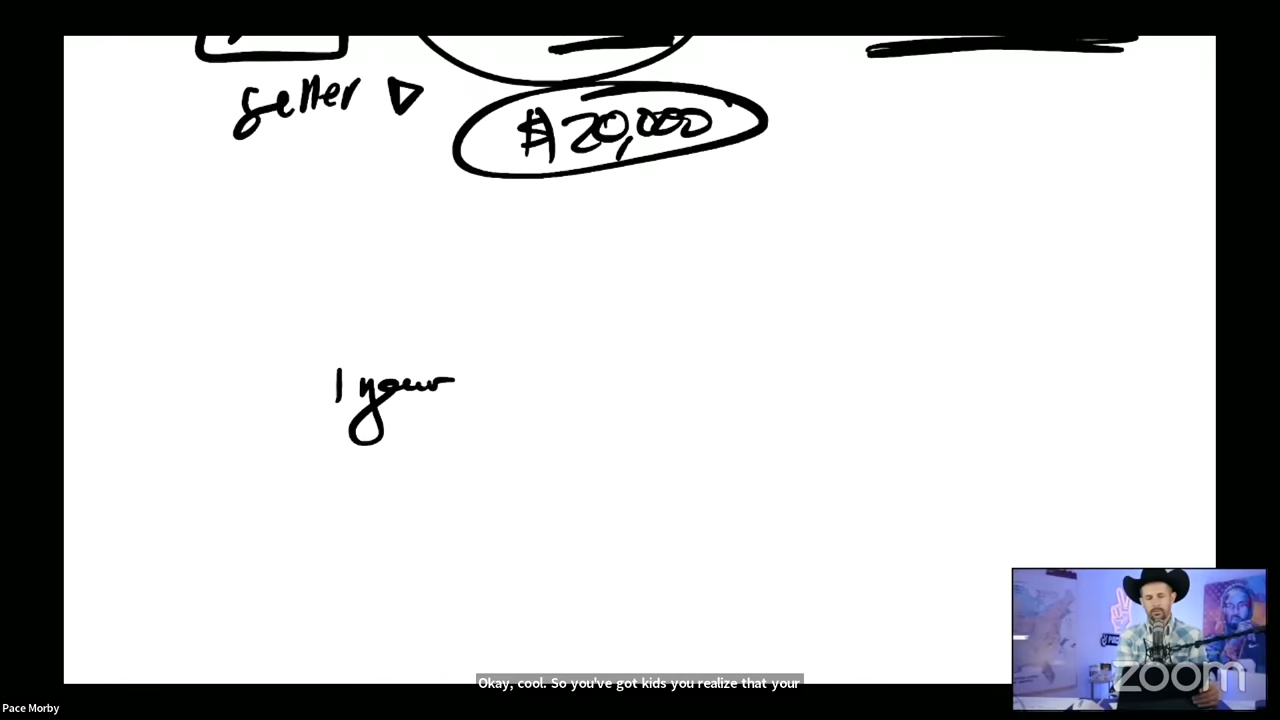 seller
$20,000
1 year
zoom
Okay, cool. So you've got kids you realize that your
Pace Morby